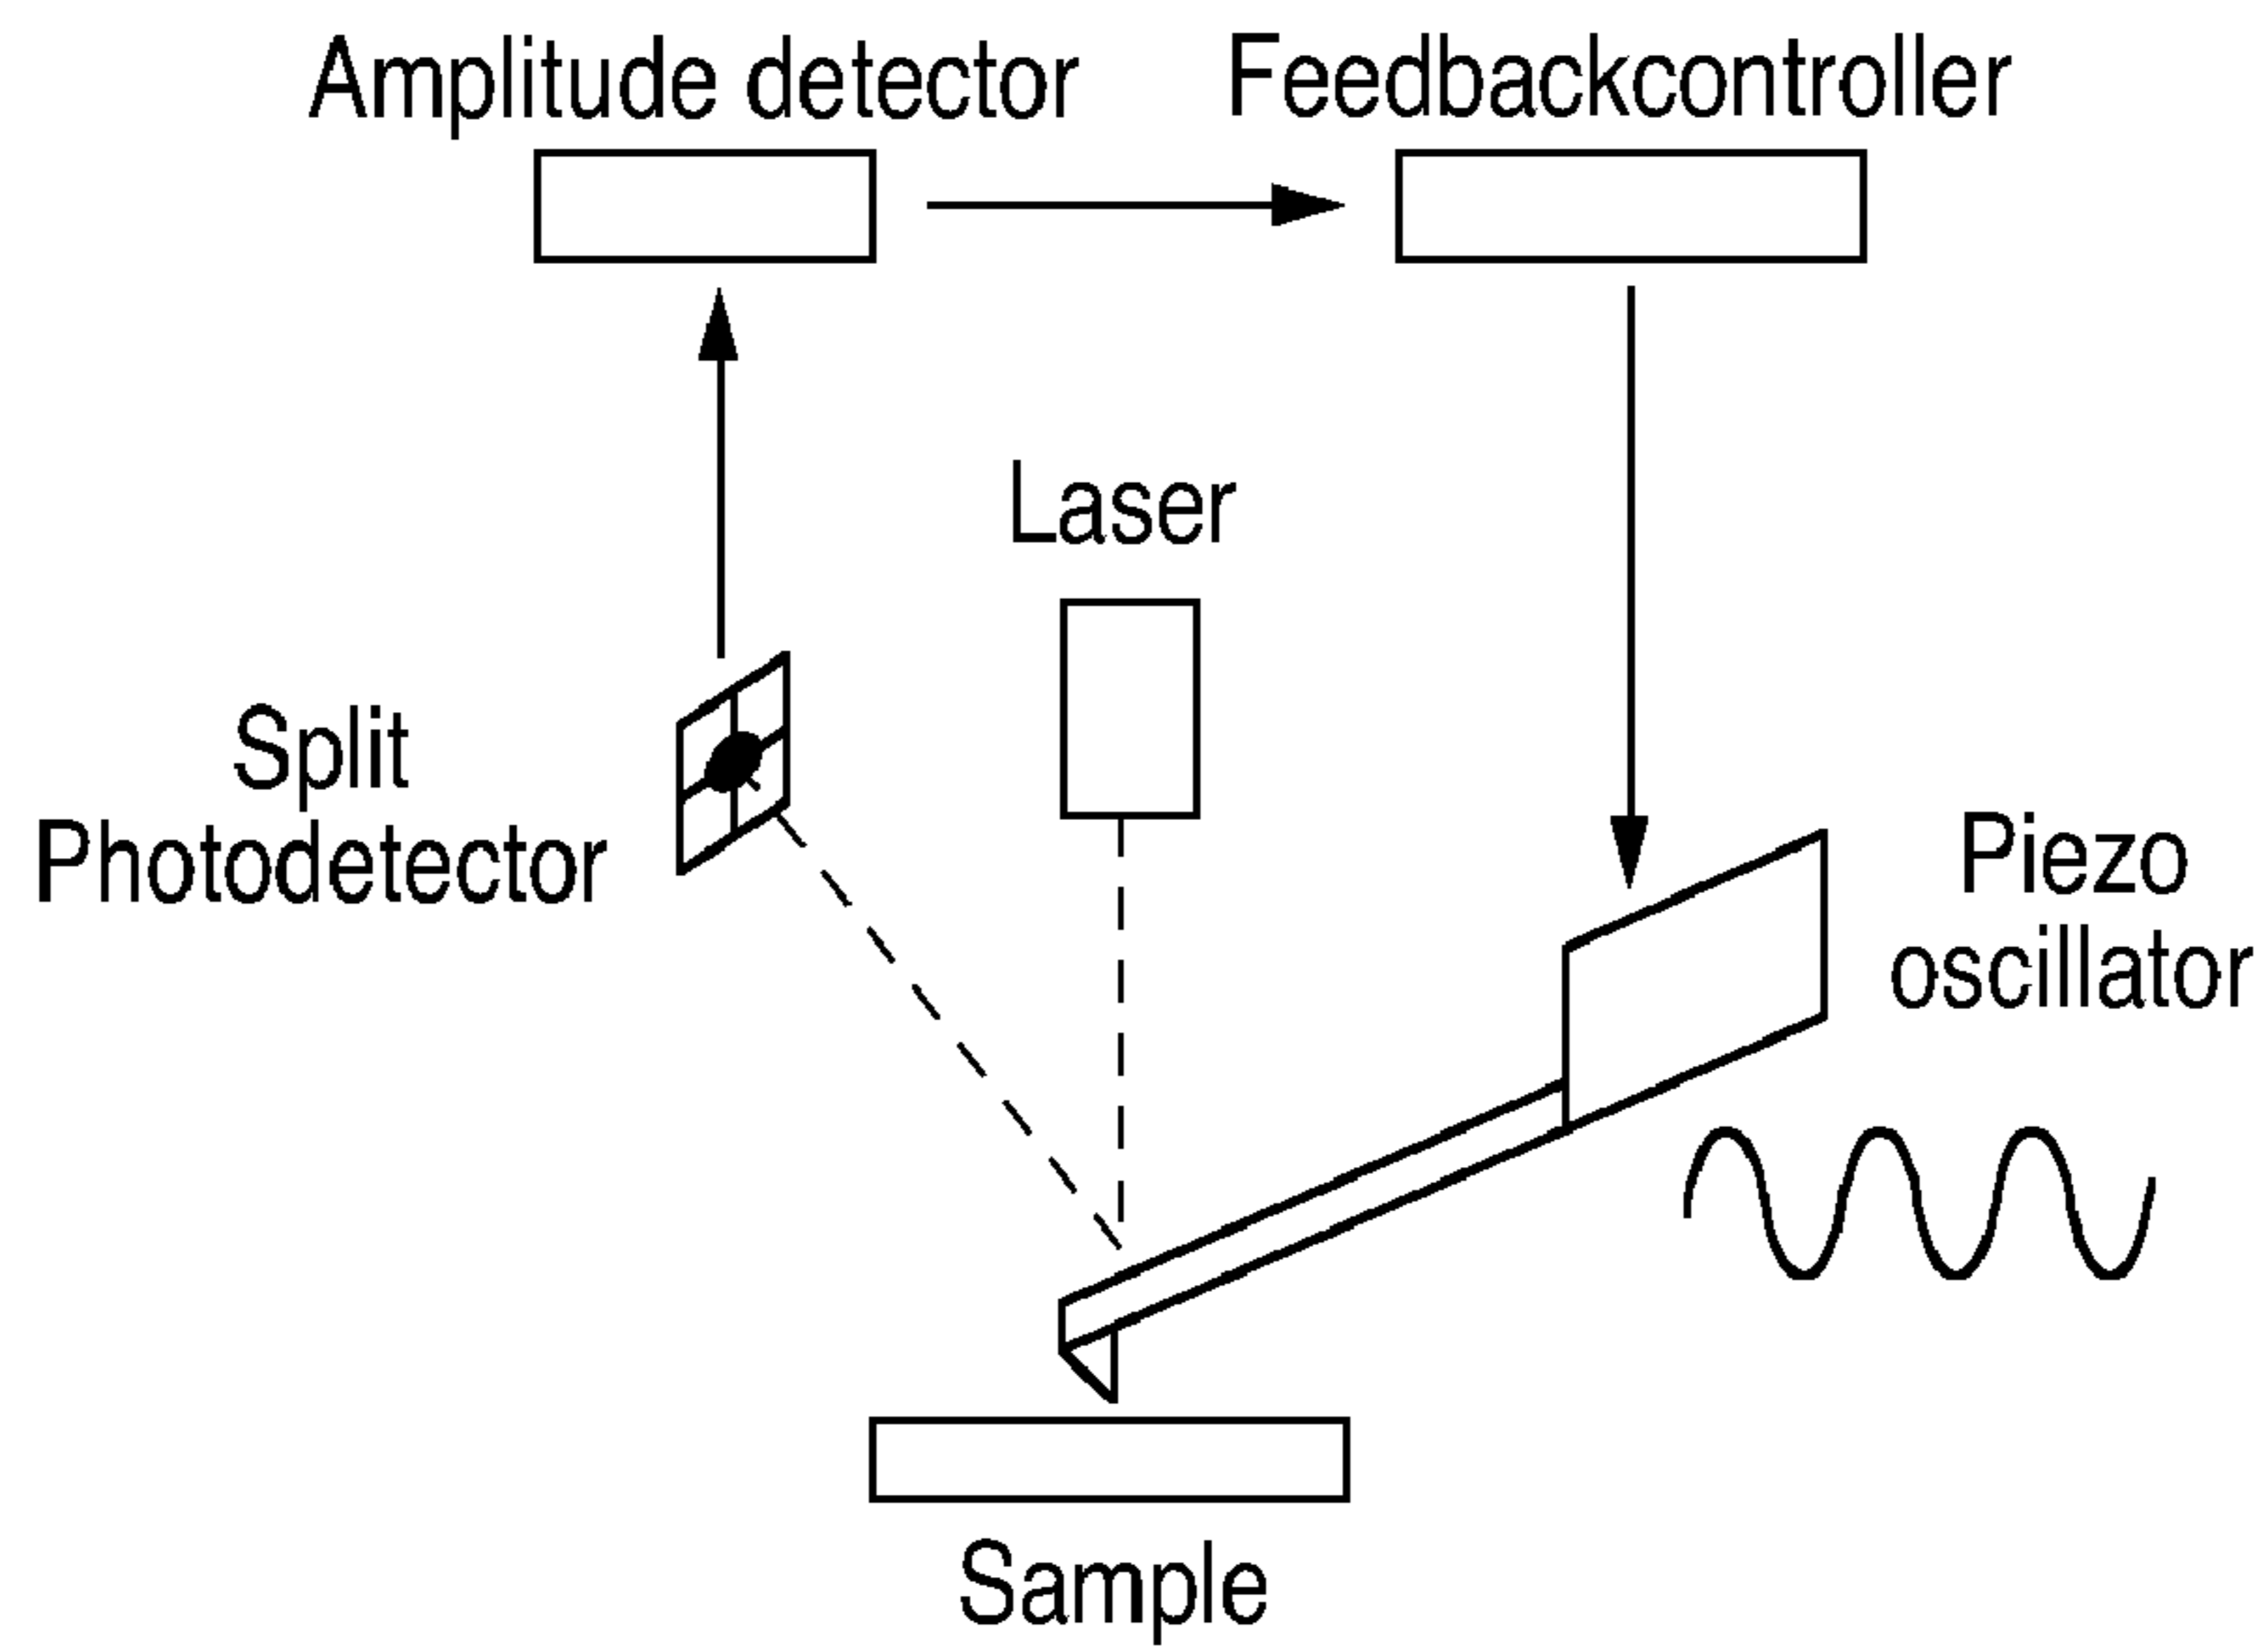 Amplitude detector
Feedbackcontroller
Laser
Split
Photodetector
Piezo
oscillator
Sample